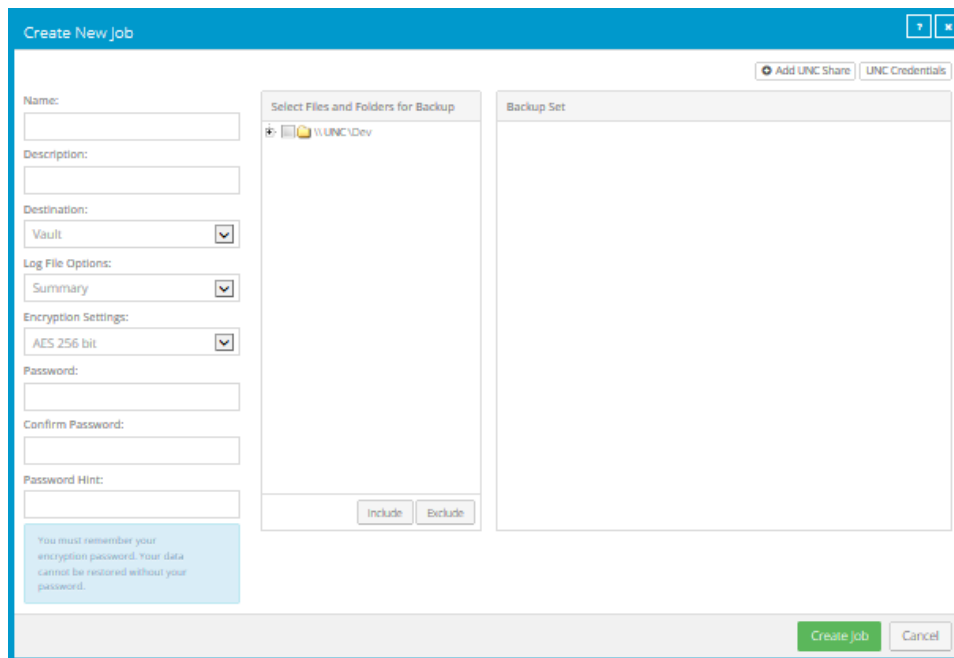 Create New Job
?
Add UNC Share
UNC Credentials
Name:
Description:
Destination:
Vault
Log File Options:
Summary
Encryption Settings:
AES 256 bit
Password:
Confirm Password:
Password Hint:
You must remember your
encryption password. Your data
cannot be restored without your
password.
Select Files and Folders for Backup
\\UNC\Dev
Include
Exclude
Backup Set
Create Job
Cancel